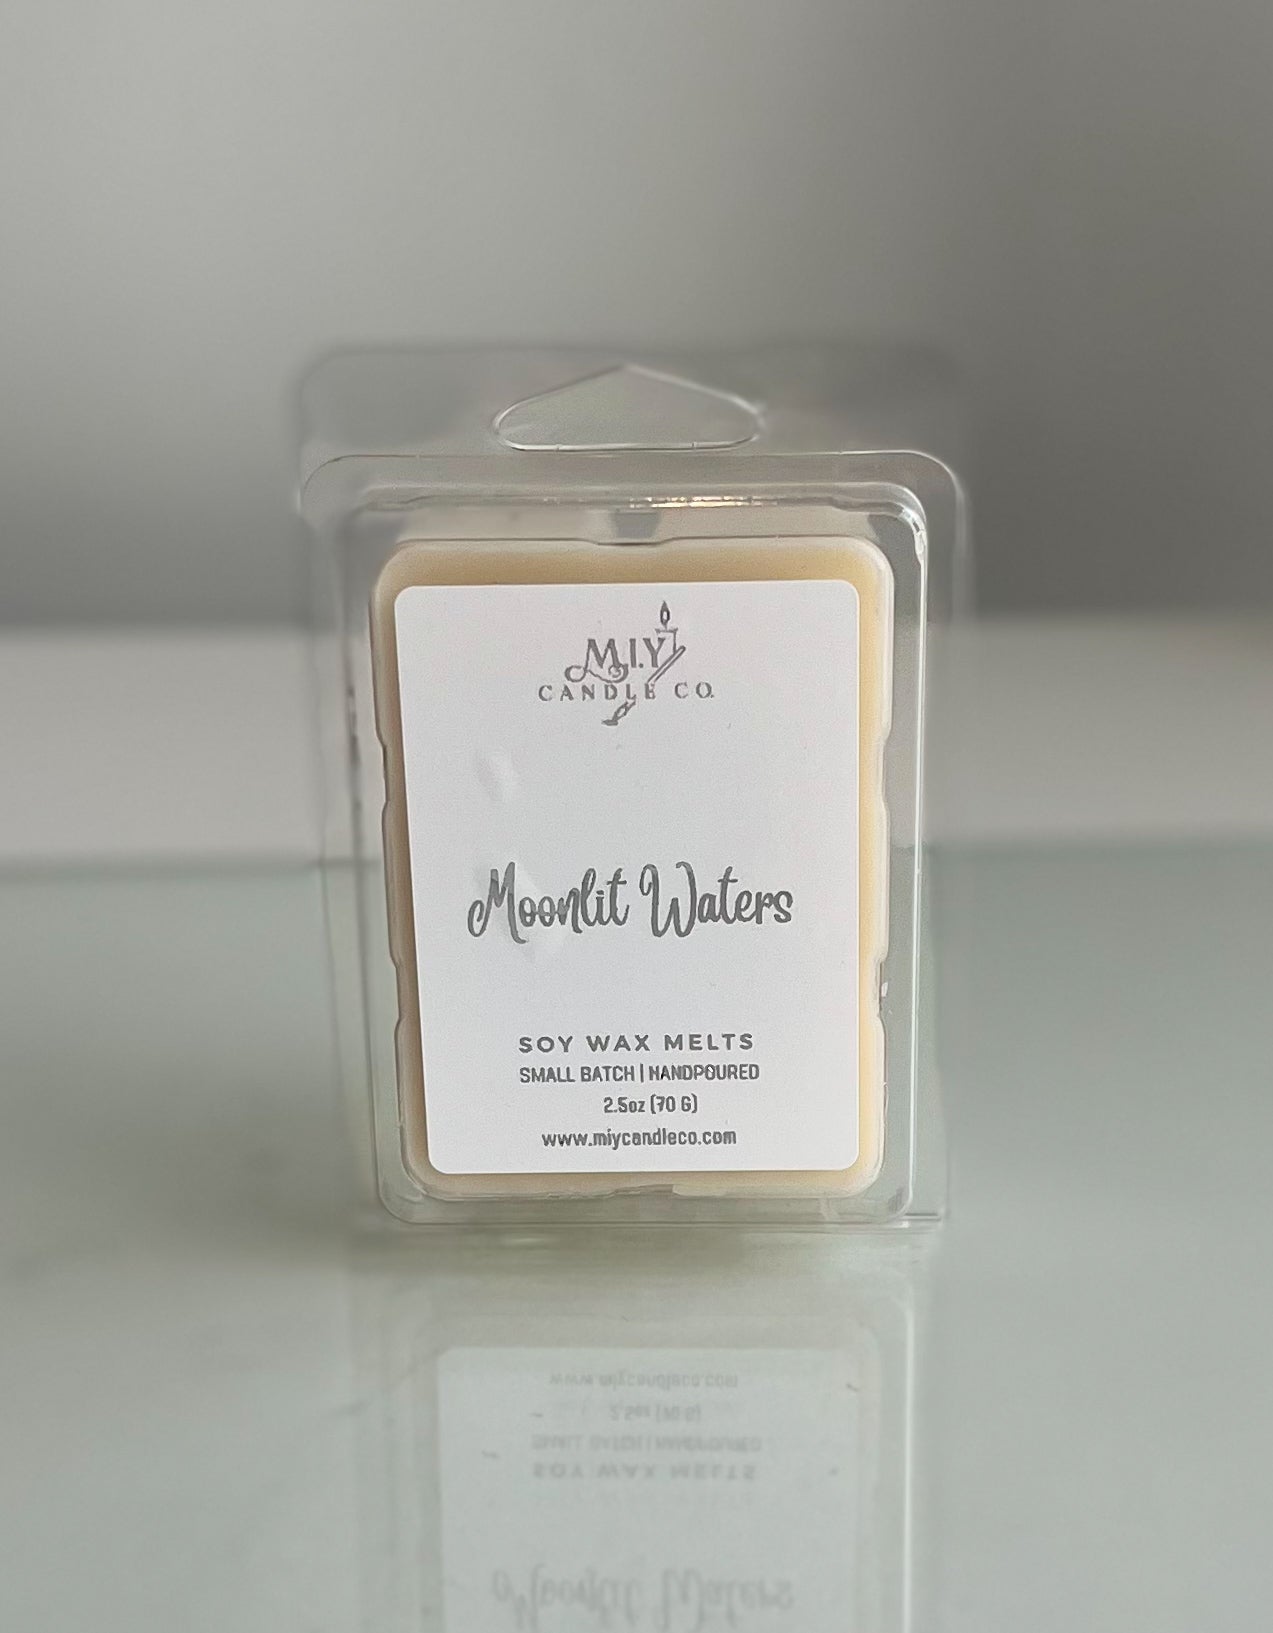 M.I.Y
CANDLE CO.
Moonlit Waters
SOY WAX MELTS
SMALL BATCH | HANDPOURED
2.5oz (70 G)
www.miycandleco.com